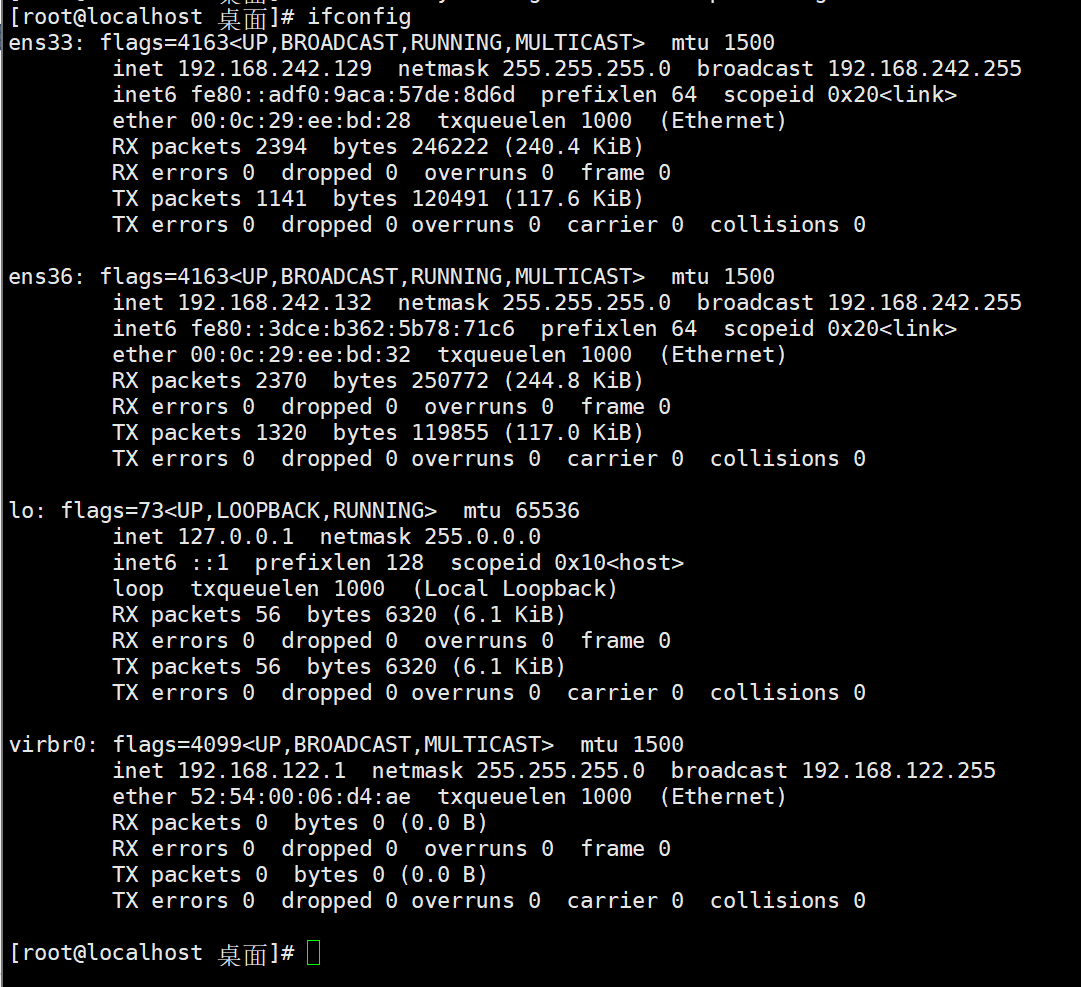 [root@localhost 桌面]# ifconfig
ens33: flags=4163<UP,BROADCAST,RUNNING,MULTICAST>  mtu 1500
        inet 192.168.242.129  netmask 255.255.255.0  broadcast 192.168.242.255
        inet6 fe80::adf0:9aca:57de:8d6d  prefixlen 64  scopeid 0x20<link>
        ether 00:0c:29:ee:bd:28  txqueuelen 1000  (Ethernet)
        RX packets 2394  bytes 246222 (240.4 KiB)
        RX errors 0  dropped 0  overruns 0  frame 0
        TX packets 1141  bytes 120491 (117.6 KiB)
        TX errors 0  dropped 0 overruns 0  carrier 0  collisions 0

ens36: flags=4163<UP,BROADCAST,RUNNING,MULTICAST>  mtu 1500
        inet 192.168.242.132  netmask 255.255.255.0  broadcast 192.168.242.255
        inet6 fe80::3dce:b362:5b78:71c6  prefixlen 64  scopeid 0x20<link>
        ether 00:0c:29:ee:bd:32  txqueuelen 1000  (Ethernet)
        RX packets 2370  bytes 250772 (244.8 KiB)
        RX errors 0  dropped 0  overruns 0  frame 0
        TX packets 1320  bytes 119855 (117.0 KiB)
        TX errors 0  dropped 0 overruns 0  carrier 0  collisions 0

lo: flags=73<UP,LOOPBACK,RUNNING>  mtu 65536
        inet 127.0.0.1  netmask 255.0.0.0
        inet6 ::1  prefixlen 128  scopeid 0x10<host>
        loop  txqueuelen 1000  (Local Loopback)
        RX packets 56  bytes 6320 (6.1 KiB)
        RX errors 0  dropped 0  overruns 0  frame 0
        TX packets 56  bytes 6320 (6.1 KiB)
        TX errors 0  dropped 0 overruns 0  carrier 0  collisions 0

virbr0: flags=4099<UP,BROADCAST,MULTICAST>  mtu 1500
        inet 192.168.122.1  netmask 255.255.255.0  broadcast 192.168.122.255
        ether 52:54:00:06:d4:ae  txqueuelen 1000  (Ethernet)
        RX packets 0  bytes 0 (0.0 B)
        RX errors 0  dropped 0  overruns 0  frame 0
        TX packets 0  bytes 0 (0.0 B)
        TX errors 0  dropped 0 overruns 0  carrier 0  collisions 0

[root@localhost 桌面]#